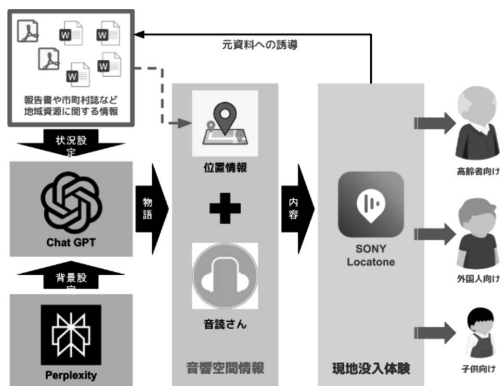 元資料への誘導
W
W
W
W
報告書や市町村誌など
地域資源に関する情報
状況設定
Chat GPT
背景設定
Perplexity
物語
位置情報
音読さん
音響空間情報
内容
SONY
Locatone
現地没入体験
高齢者向け
外国人向け
子供向け